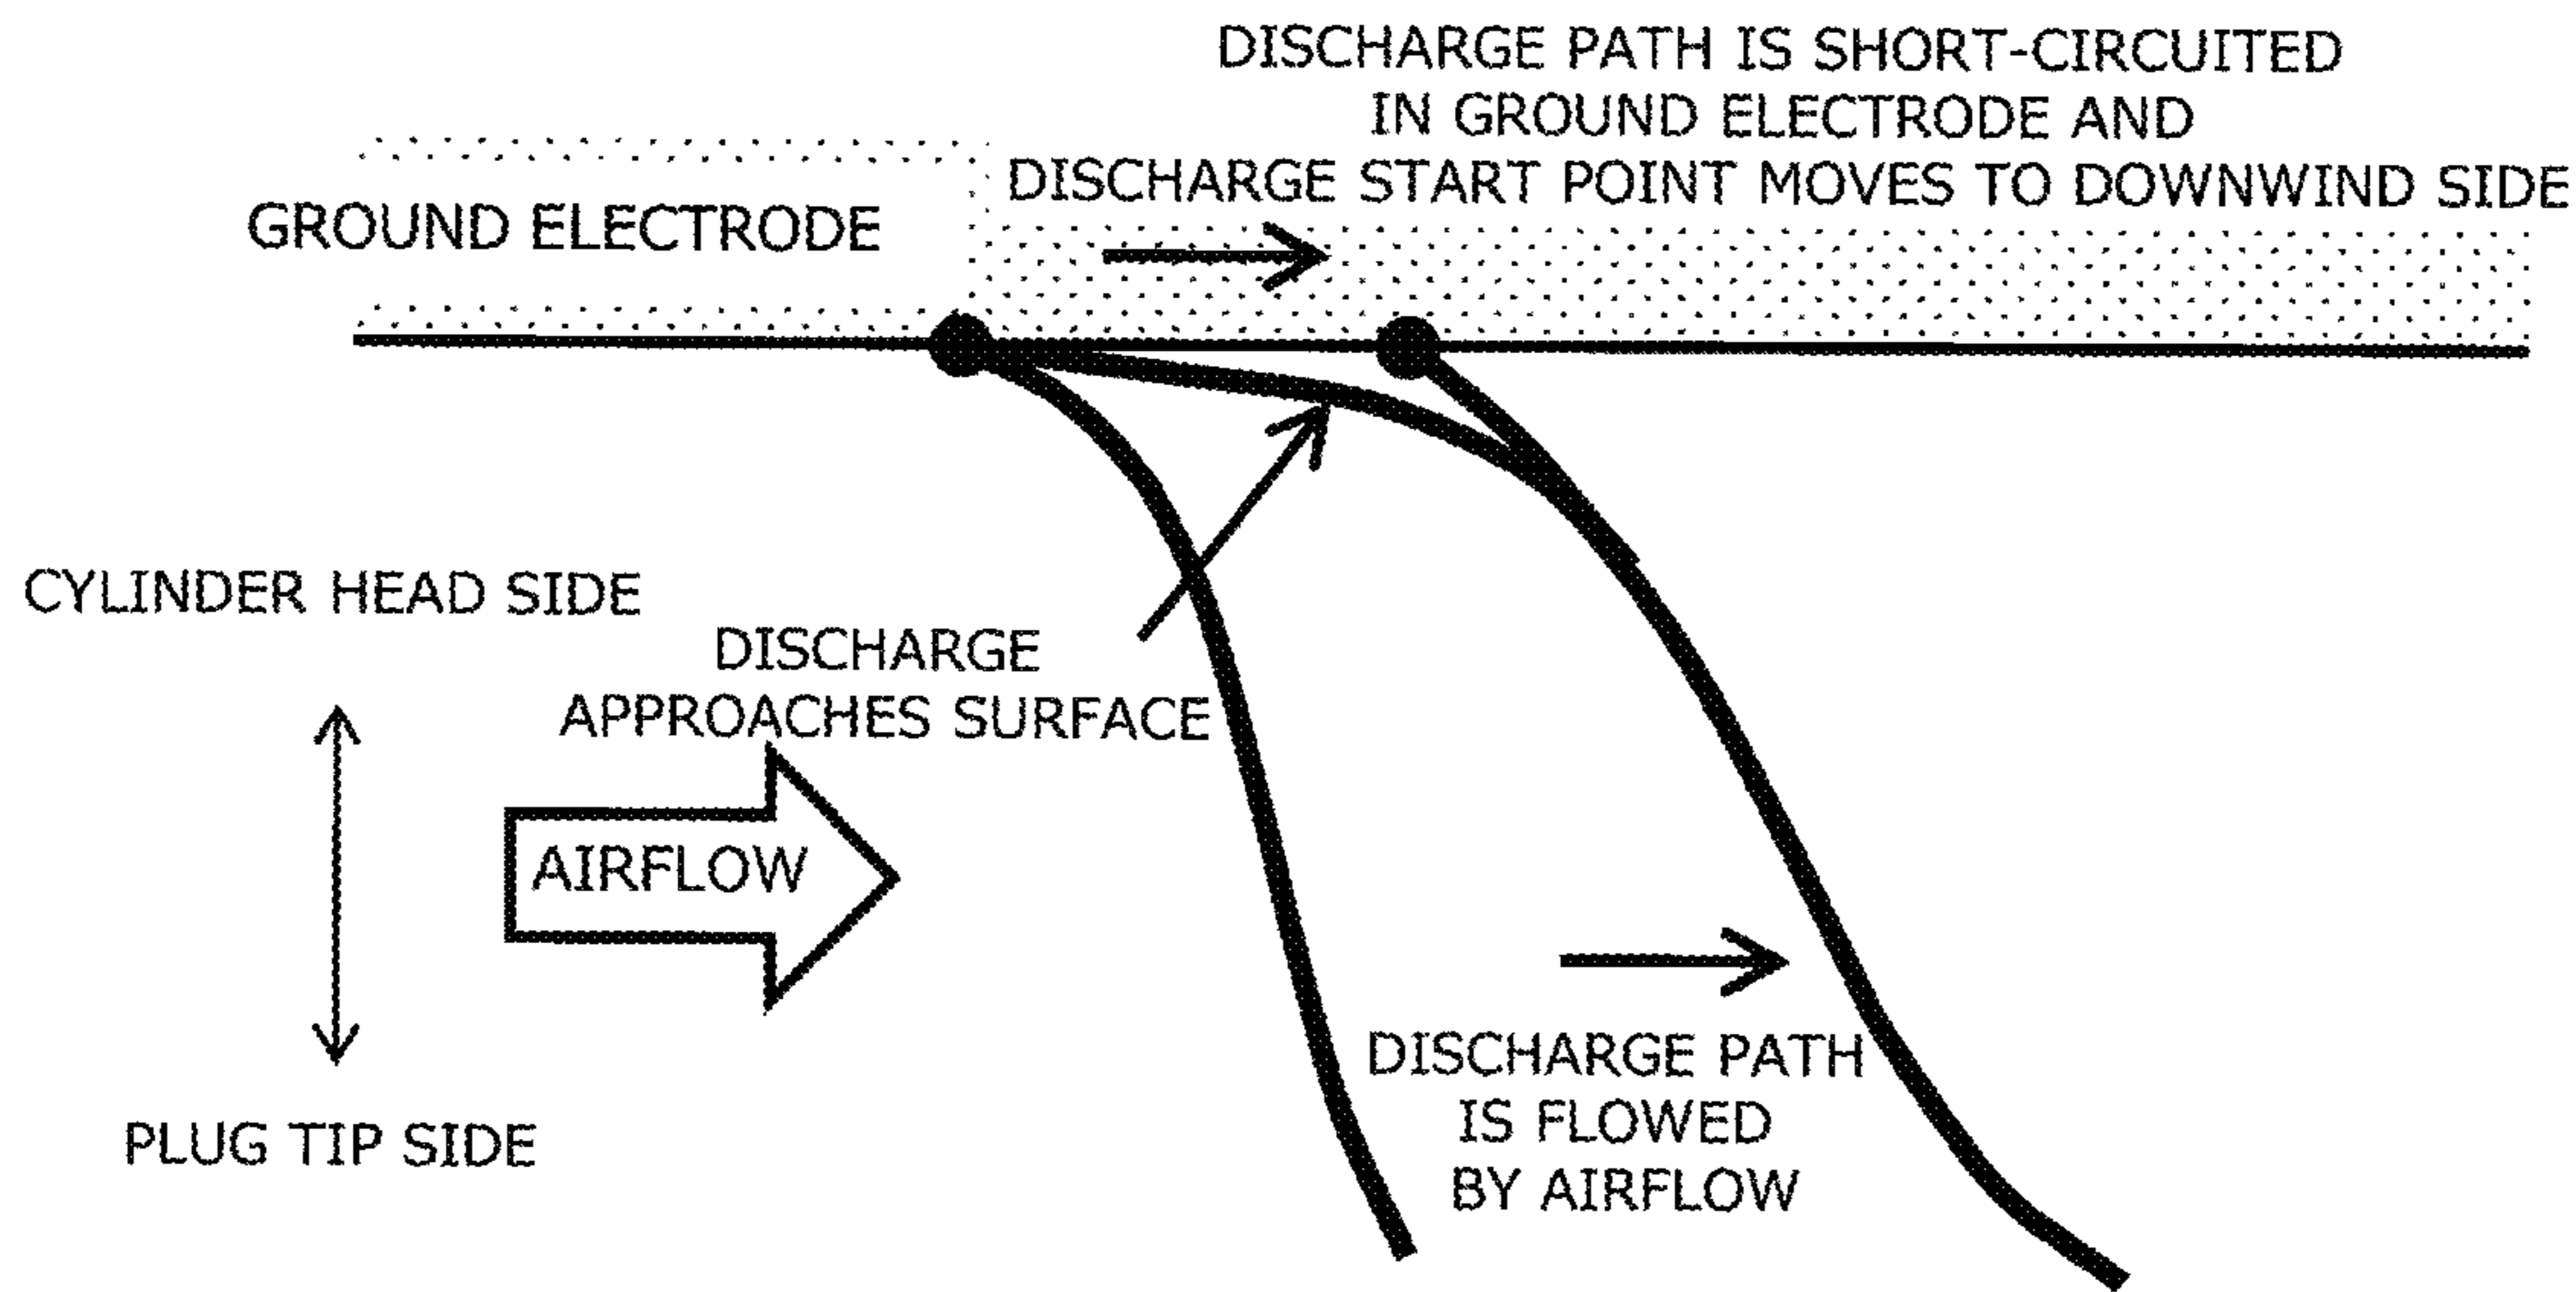 DISCHARGE PATH IS SHORT-CIRCUITED
IN GROUND ELECTRODE AND
DISCHARGE START POINT MOVES TO DOWNWIND SIDE
GROUND ELECTRODE
CYLINDER HEAD SIDE
DISCHARGE
APPROACHES SURFACE
AIRFLOW
PLUG TIP SIDE
DISCHARGE PATH
IS FLOWED
BY AIRFLOW